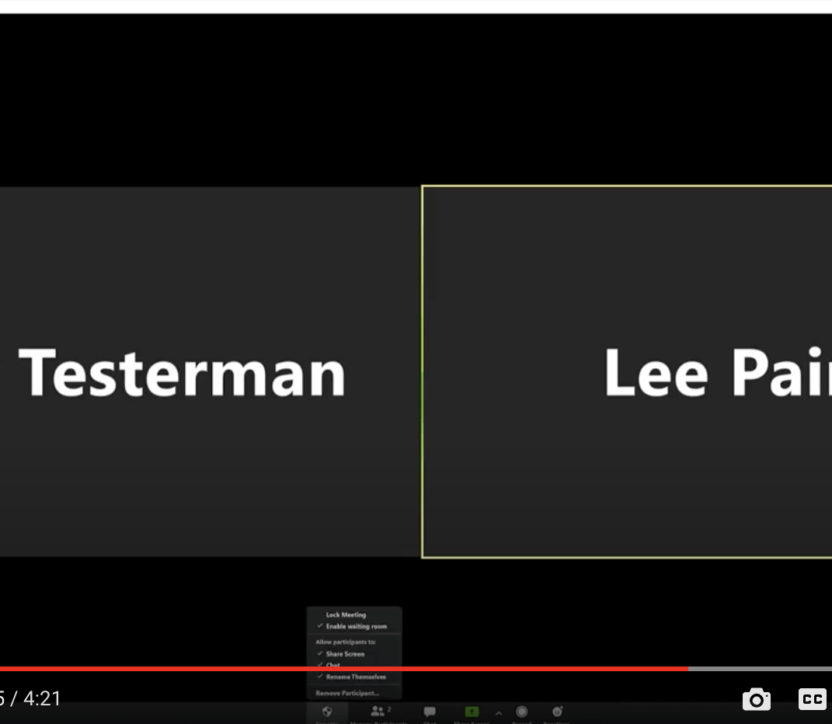 Testerman
Lee Pai
Lock Meeting
✓ Enable waiting room
Allow participants to:
✓ Share Screen
✓ Chat
✓ Rename Themselves
Remove Participant...
2
5 / 4:21
CC